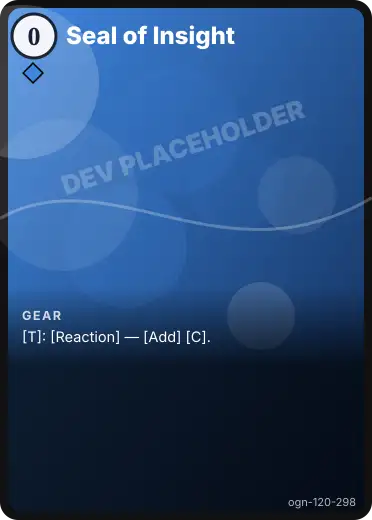 0 Seal of Insight
DEV PLACEHOLDER
GEAR
[T]: [Reaction] — [Add] [C].
ogn-120-298